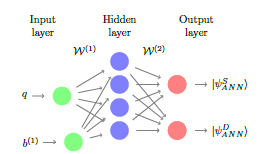 Input layer
Hidden layer
Output layer
𝒲^(1)
𝒲^(2)
q
b^(1)
|ψ^S_ANN⟩
|ψ^D_ANN⟩